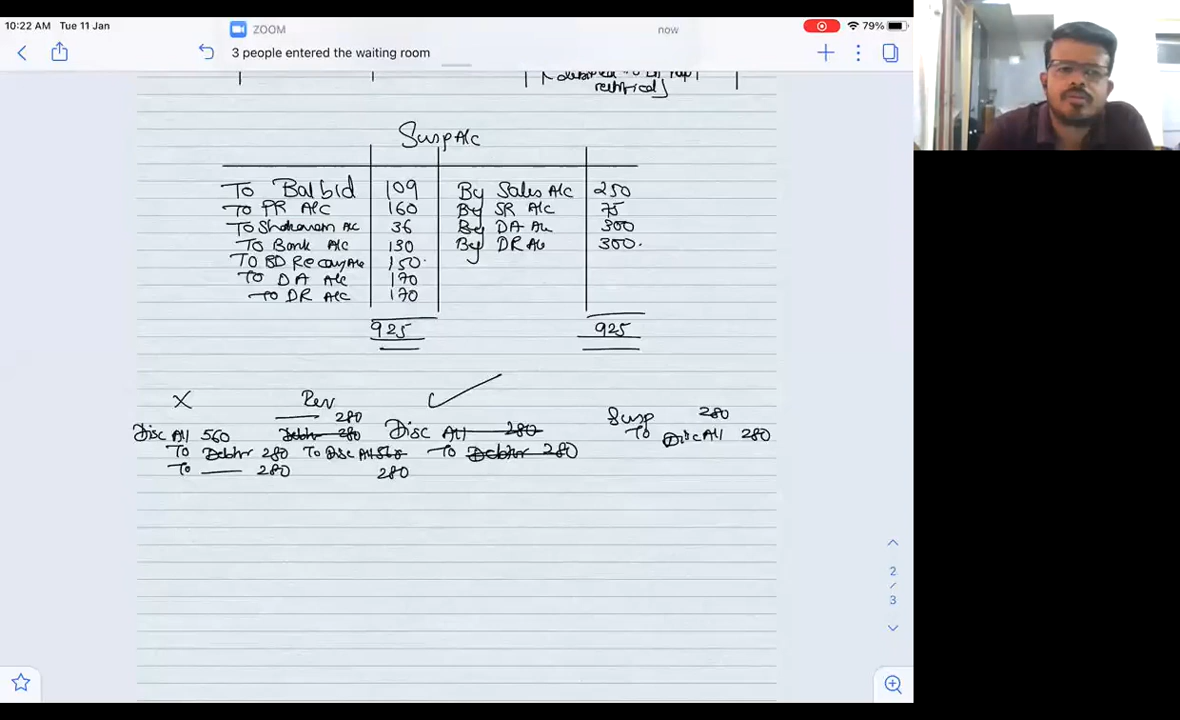 10:22 AM Tue 11 Jan
ZOOM
now
79%
3 people entered the waiting room
rectified]
Susp A/c
To Bal b/d 109 By Sales A/c 250
To PR A/c 160 By SR A/c 75
36 By DA A/c 300
To Bank A/c 130 By DR A/c 300
To BD Recovery A/c 150
To DA A/c 170
To DR A/c 170
925 925
X Rev ✓
280
Disc All 560 Debtor 280 Disc All 280 Susp 280
To Debtor 280 To Disc All 560 To Debtor 280 To Disc All 280
To —— 280 280
2
/
3